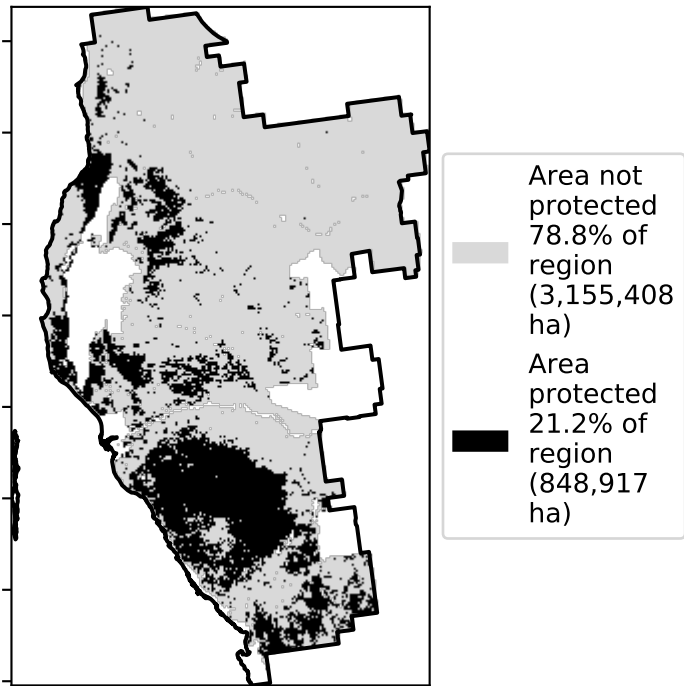 Area not
protected
78.8% of
region
(3,155,408
ha)
Area
protected
21.2% of
region
(848,917
ha)